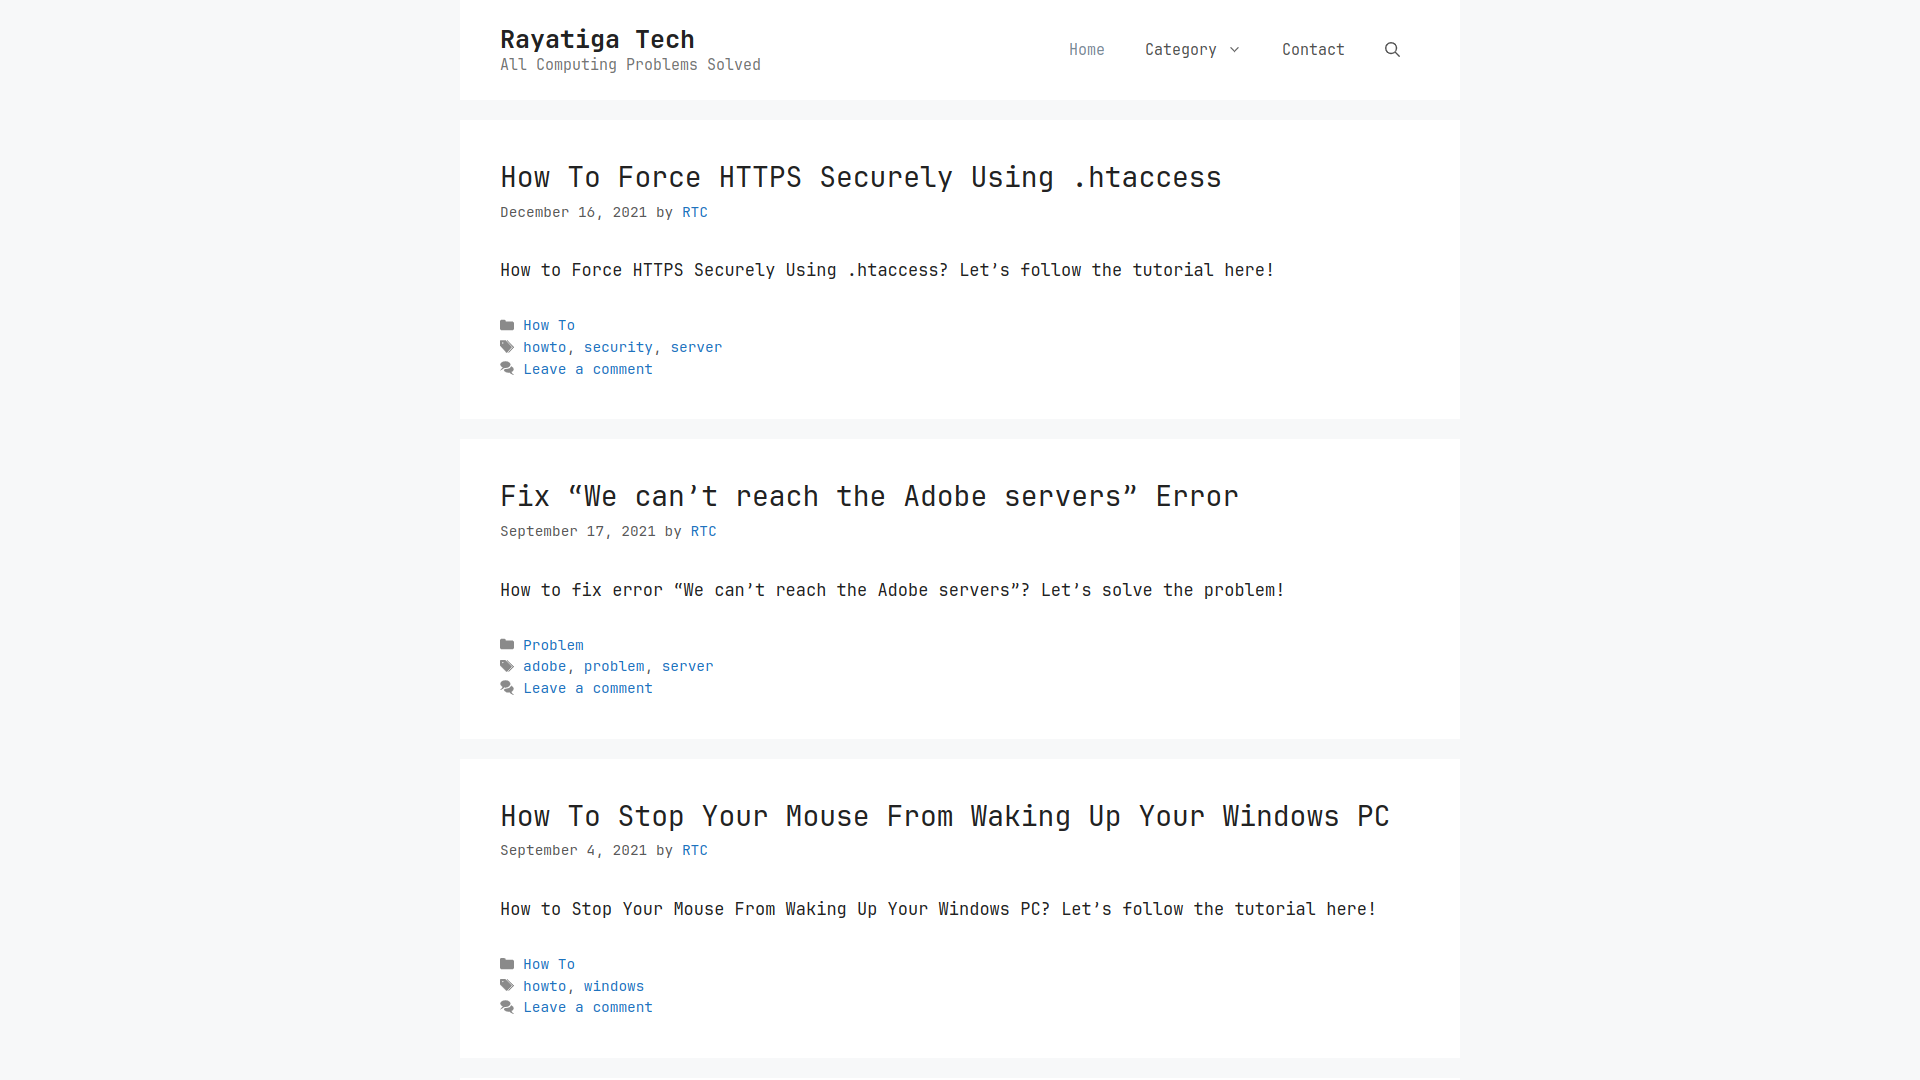 Rayatiga Tech
All Computing Problems Solved
Home
Category
Contact
How To Force HTTPS Securely Using .htaccess
December 16, 2021 by RTC
How to Force HTTPS Securely Using .htaccess? Let’s follow the tutorial here!
How To
howto, security, server
Leave a comment
Fix “We can’t reach the Adobe servers” Error
September 17, 2021 by RTC
How to fix error “We can’t reach the Adobe servers”? Let’s solve the problem!
Problem
adobe, problem, server
Leave a comment
How To Stop Your Mouse From Waking Up Your Windows PC
September 4, 2021 by RTC
How to Stop Your Mouse From Waking Up Your Windows PC? Let’s follow the tutorial here!
How To
howto, windows
Leave a comment